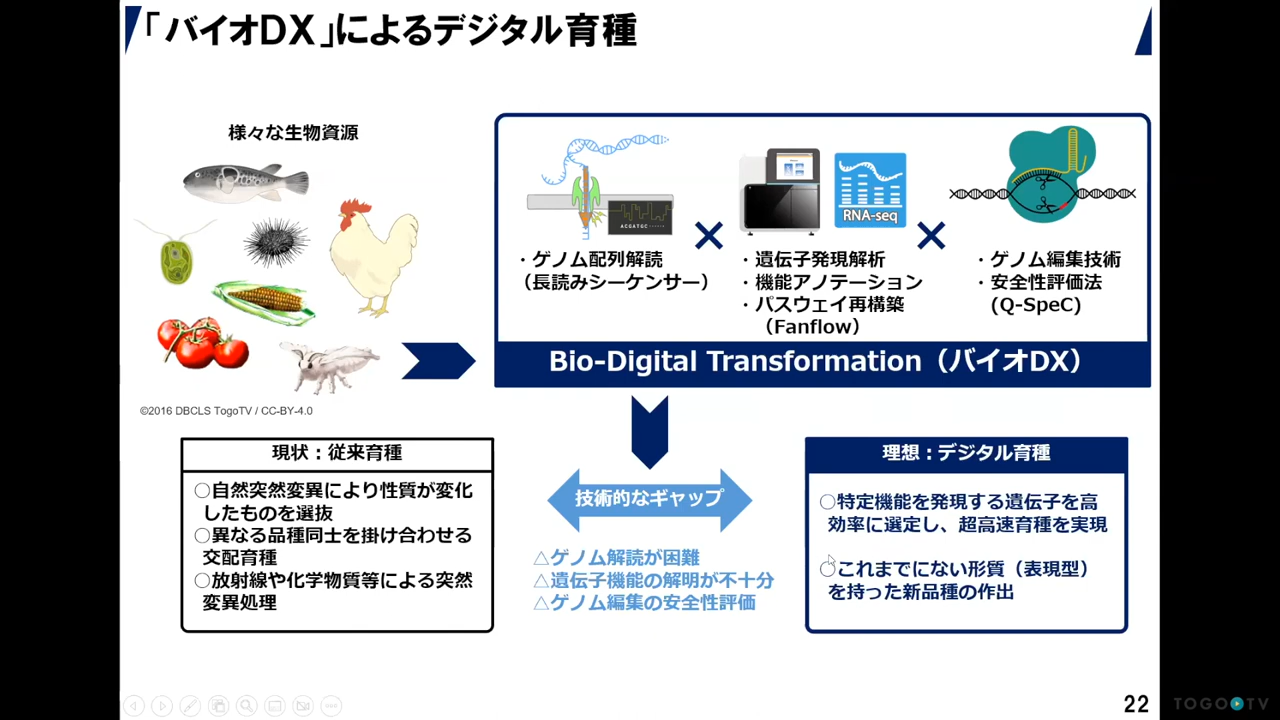 「バイオDX」によるデジタル育種
様々な生物資源
©2016 DBCLS TogoTV / CC-BY-4.0
ACGATGC
・ゲノム配列解読
（長読みシーケンサー）
×
RNA-seq
・遺伝子発現解析
・機能アノテーション
・パスウェイ再構築
（Fanflow）
×
・ゲノム編集技術
・安全性評価法
(Q-SpeC)
Bio-Digital Transformation（バイオDX）
現状：従来育種
○自然突然変異により性質が変化
したものを選抜
○異なる品種同士を掛け合わせる
交配育種
○放射線や化学物質等による突然
変異処理
技術的なギャップ
△ゲノム解読が困難
△遺伝子機能の解明が不十分
△ゲノム編集の安全性評価
理想：デジタル育種
○特定機能を発現する遺伝子を高
効率に選定し、超高速育種を実現
○これまでにない形質（表現型）
を持った新品種の作出
22
TOGO TV